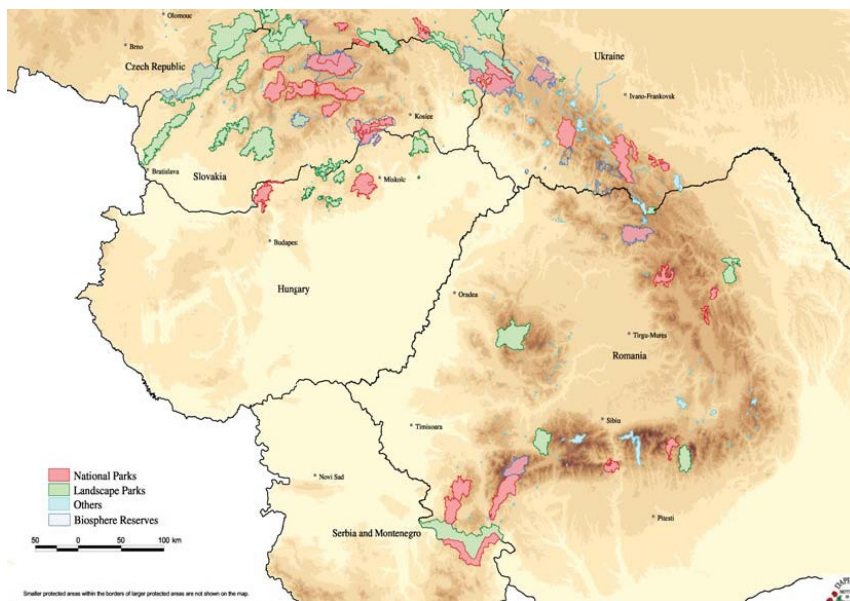 Olomouc
Brno
Czech Republic
Ukraine
Ivano-Frankovsk
Kosice
Bratislava
Slovakia
Miskolc
Budapest
Hungary
Oradea
Tirgu-Mures
Romania
Timisoara
Sibiu
Novi Sad
Pitesti
Serbia and Montenegro
National Parks
Landscape Parks
Others
Biosphere Reserves
50 0 50 100 km
Smaller protected areas within the borders of larger protected areas are not shown on the map.